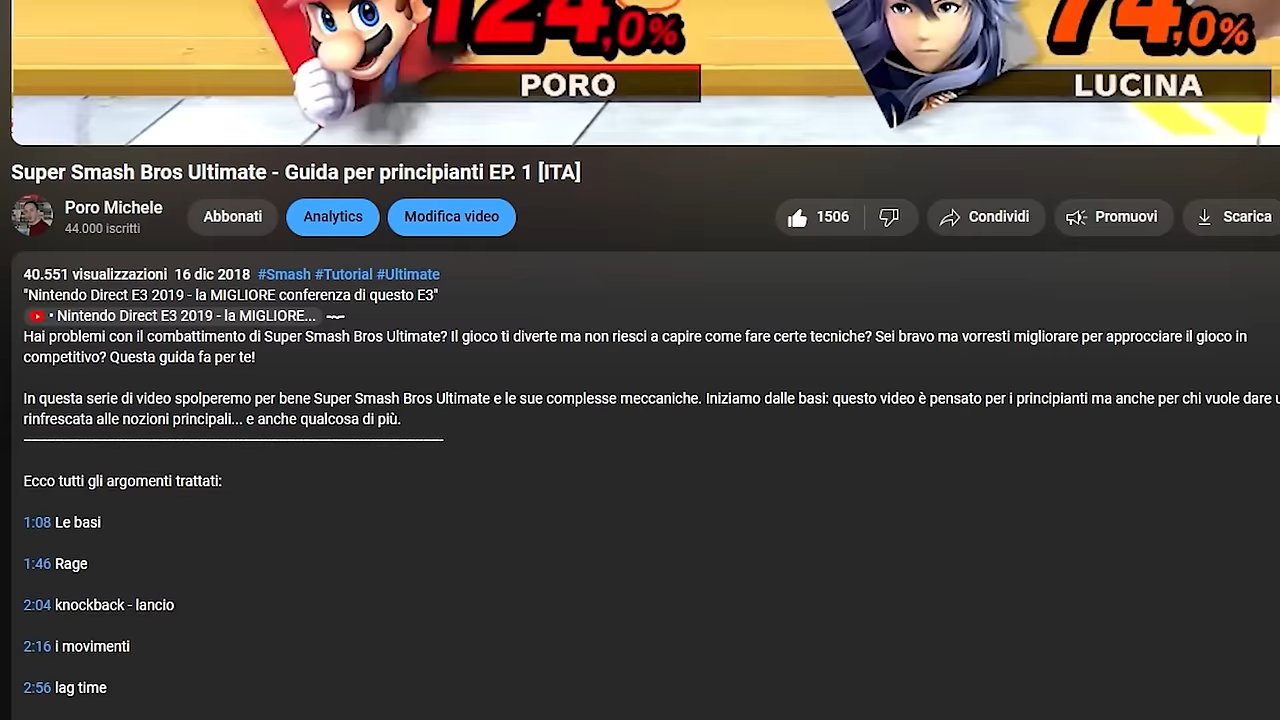 124,0%
74,0%
PORO
LUCINA
Super Smash Bros Ultimate - Guida per principianti EP. 1 [ITA]
Poro Michele
44.000 iscritti
Abbonati
Analytics
Modifica video
1506
Condividi
Promuovi
Scarica
40.551 visualizzazioni 16 dic 2018 #Smash #Tutorial #Ultimate
"Nintendo Direct E3 2019 - la MIGLIORE conferenza di questo E3"
• Nintendo Direct E3 2019 - la MIGLIORE...
Hai problemi con il combattimento di Super Smash Bros Ultimate? Il gioco ti diverte ma non riesci a capire come fare certe tecniche? Sei bravo ma vorresti migliorare per approcciare il gioco in
competitivo? Questa guida fa per te!
In questa serie di video spolperemo per bene Super Smash Bros Ultimate e le sue complesse meccaniche. Iniziamo dalle basi: questo video è pensato per i principianti ma anche per chi vuole dare
rinfrescata alle nozioni principali... e anche qualcosa di più.
Ecco tutti gli argomenti trattati:
1:08 Le basi
1:46 Rage
2:04 knockback - lancio
2:16 i movimenti
2:56 lag time